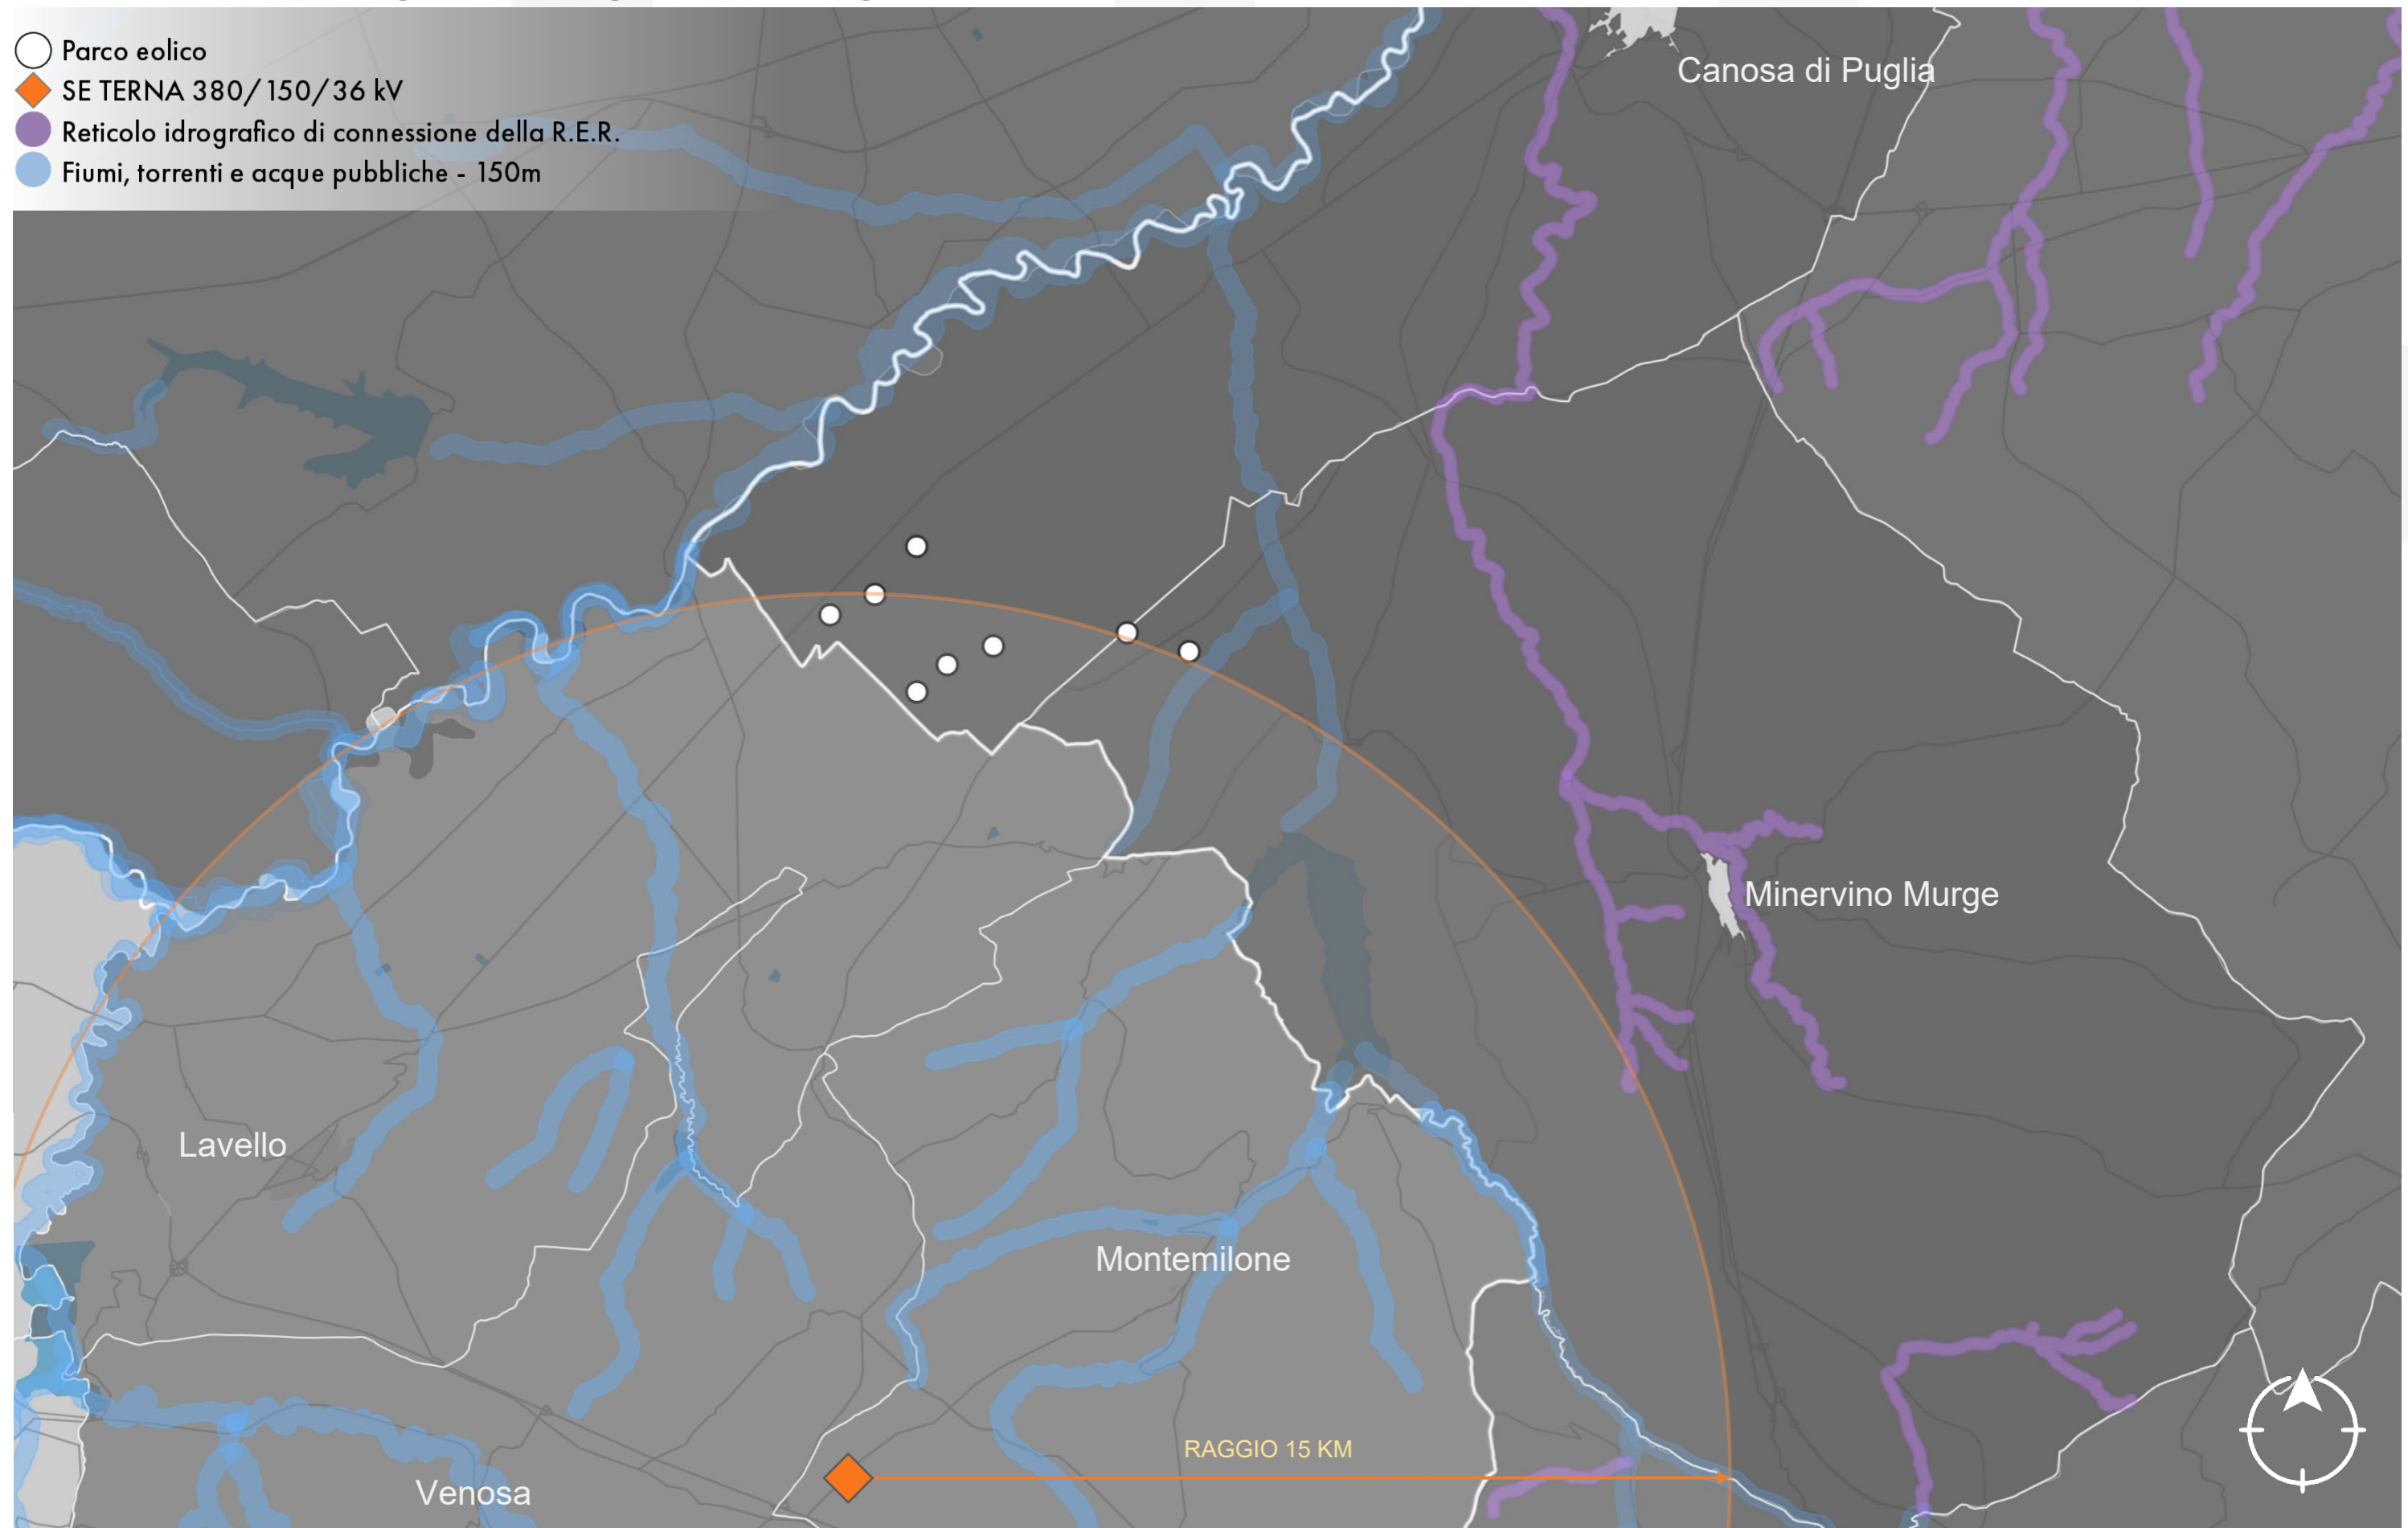 Parco eolico
SE TERNA 380/150/36 kV
Reticolo idrografico di connessione della R.E.R.
Fiumi, torrenti e acque pubbliche - 150m
Canosa di Puglia
Minervino Murge
Lavello
Montemilone
RAGGIO 15 KM
Venosa